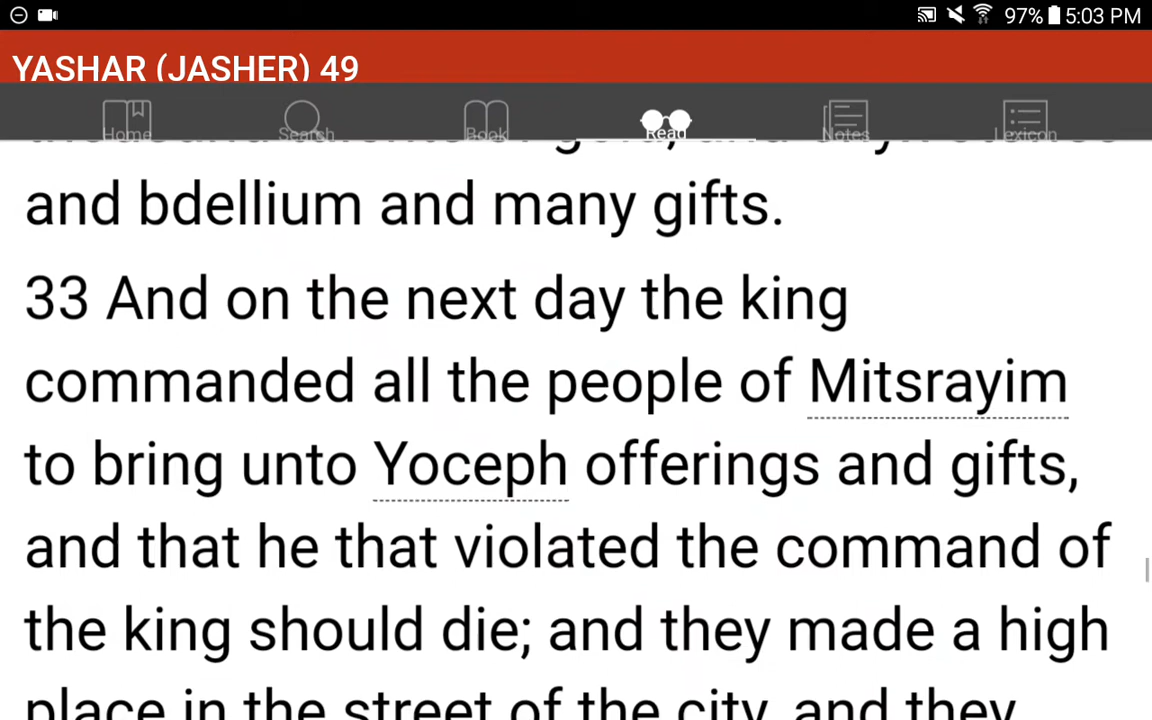 97% 5:03 PM
YASHAR (JASHER) 49
Home Search Book Read Notes Lexicon
and bdellium and many gifts.
33 And on the next day the king
commanded all the people of Mitsrayim
to bring unto Yoceph offerings and gifts,
and that he that violated the command of
the king should die; and they made a high
place in the street of the city, and they